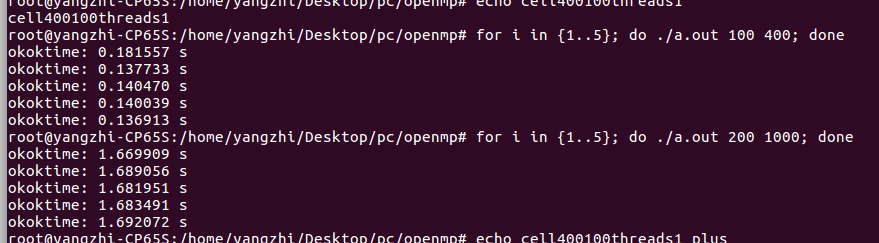 root@yangzhi-CP65S:/home/yangzhi/Desktop/pc/openmp# echo cell400100threads1
cell400100threads1
root@yangzhi-CP65S:/home/yangzhi/Desktop/pc/openmp# for i in {1..5}; do ./a.out 100 400; done
okoktime: 0.181557 s
okoktime: 0.137733 s
okoktime: 0.140470 s
okoktime: 0.140039 s
okoktime: 0.136913 s
root@yangzhi-CP65S:/home/yangzhi/Desktop/pc/openmp# for i in {1..5}; do ./a.out 200 1000; done
okoktime: 1.669909 s
okoktime: 1.689056 s
okoktime: 1.681951 s
okoktime: 1.683491 s
okoktime: 1.692072 s
root@yangzhi-CP65S:/home/yangzhi/Desktop/pc/openmp# echo cell400100threads1 plus